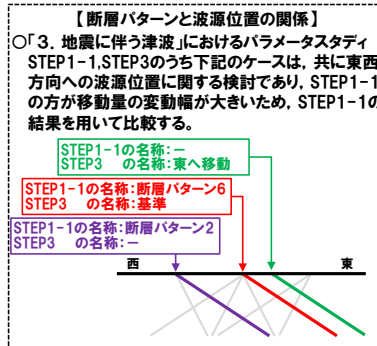 【断層パターンと波源位置の関係】
○「3．地震に伴う津波」におけるパラメータスタディ
STEP1-1,STEP3のうち下記のケースは，共に東西
方向への波源位置に関する検討であり，STEP1-1
の方が移動量の変動幅が大きいため，STEP1-1の
結果を用いて比較する。
STEP1-1の名称：－
STEP3　の名称：東へ移動
STEP1-1の名称：断層パターン6
STEP3　の名称：基準
STEP1-1の名称：断層パターン2
STEP3　の名称：－
西　東